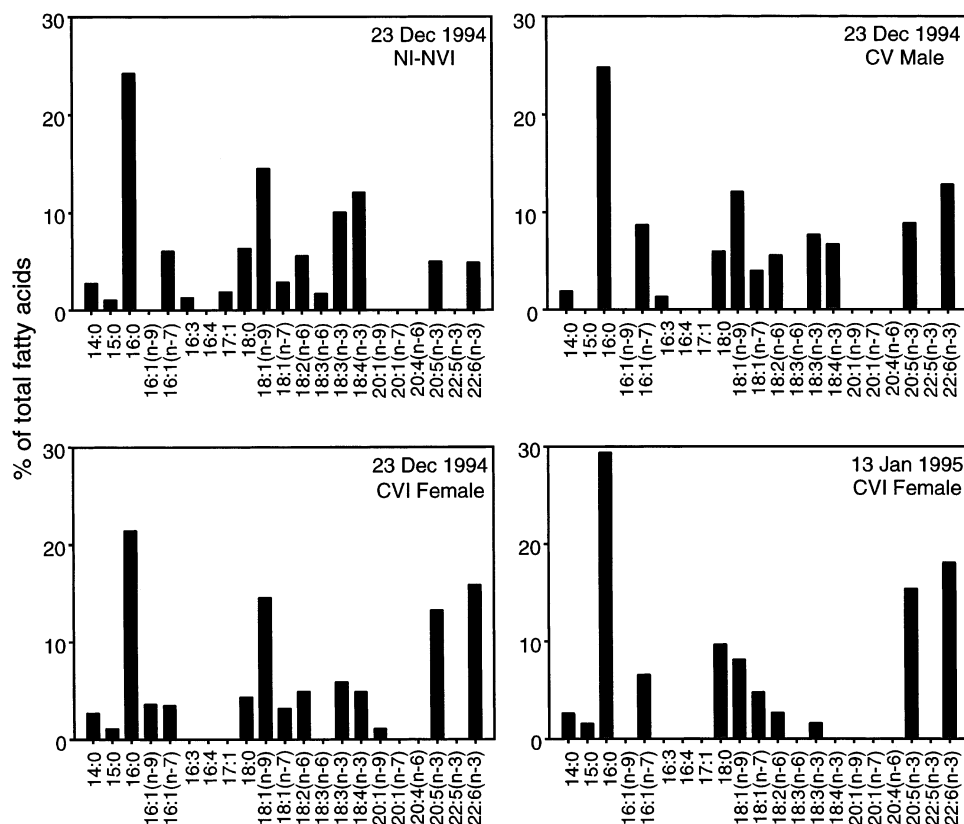 % of total fatty acids
30
20
10
0
23 Dec 1994
NI-NVI
14:0
15:0
16:0
16:1(n-9)
16:1(n-7)
16:3
16:4
17:1
18:0
18:1(n-9)
18:1(n-7)
18:2(n-6)
18:3(n-6)
18:3(n-3)
18:4(n-3)
20:1(n-9)
20:1(n-7)
20:4(n-6)
20:5(n-3)
22:5(n-3)
22:6(n-3)
30
20
10
0
23 Dec 1994
CV Male
14:0
15:0
16:0
16:1(n-9)
16:1(n-7)
16:3
16:4
17:1
18:0
18:1(n-9)
18:1(n-7)
18:2(n-6)
18:3(n-6)
18:3(n-3)
18:4(n-3)
20:1(n-9)
20:1(n-7)
20:4(n-6)
20:5(n-3)
22:5(n-3)
22:6(n-3)
30
20
10
0
23 Dec 1994
CVI Female
14:0
15:0
16:0
16:1(n-9)
16:1(n-7)
16:3
16:4
17:1
18:0
18:1(n-9)
18:1(n-7)
18:2(n-6)
18:3(n-6)
18:3(n-3)
18:4(n-3)
20:1(n-9)
20:1(n-7)
20:4(n-6)
20:5(n-3)
22:5(n-3)
22:6(n-3)
30
20
10
0
13 Jan 1995
CVI Female
14:0
15:0
16:0
16:1(n-9)
16:1(n-7)
16:3
16:4
17:1
18:0
18:1(n-9)
18:1(n-7)
18:2(n-6)
18:3(n-6)
18:3(n-3)
18:4(n-3)
20:1(n-9)
20:1(n-7)
20:4(n-6)
20:5(n-3)
22:5(n-3)
22:6(n-3)